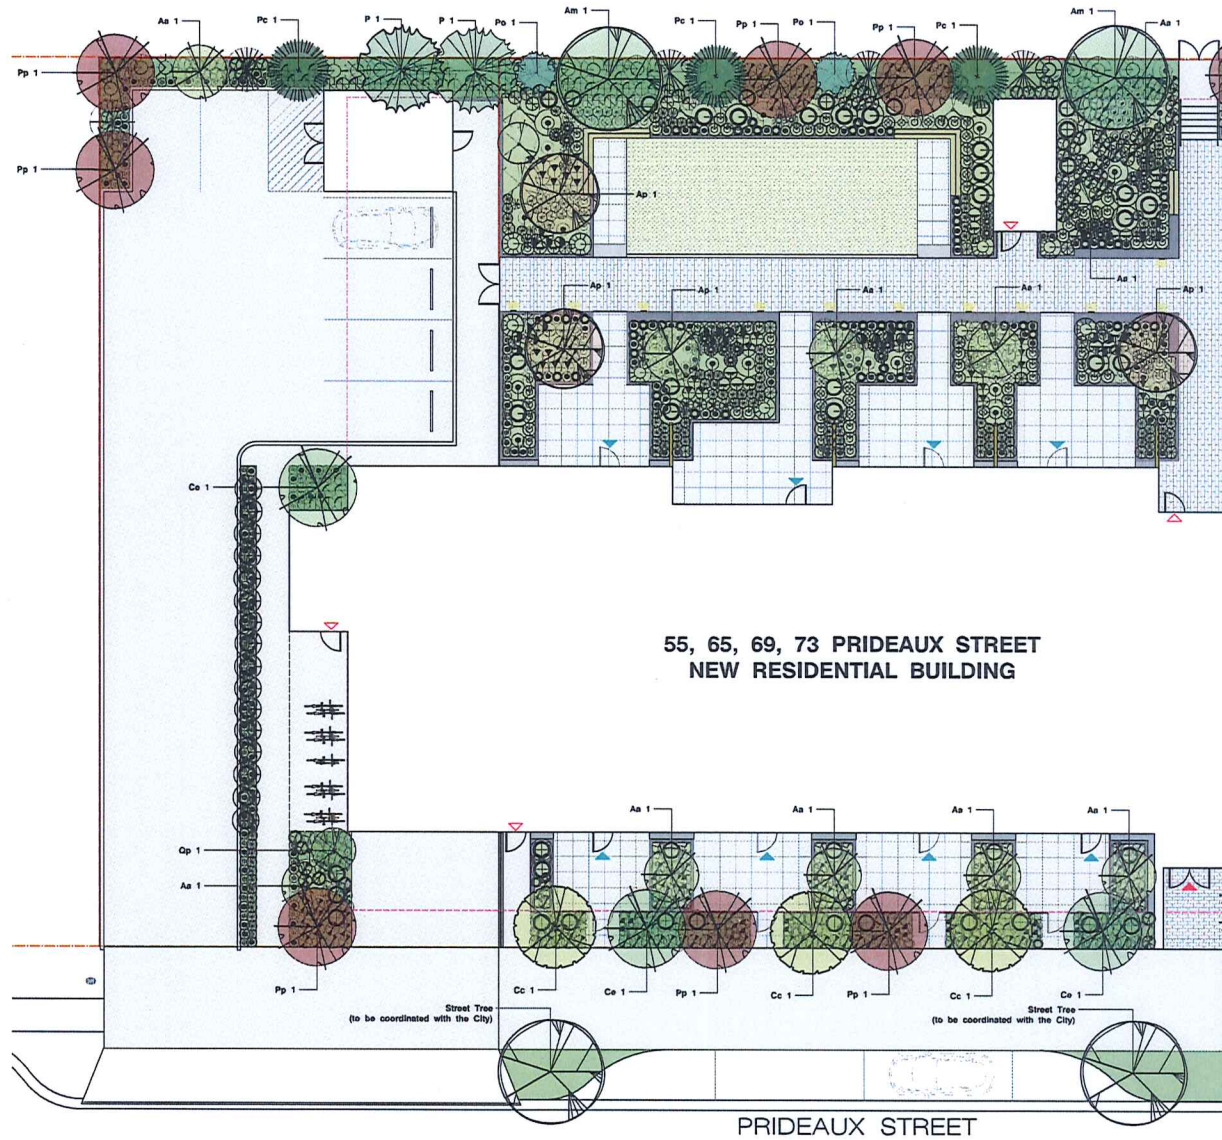 Aa 1
Pc 1
P 1
P 1
Po 1
Am 1
Pc 1
Pp 1
Po 1
Pp 1
Pc 1
Am 1
Aa 1
Pp 1
Pp 1
Ap 1
Aa 1
Ap 1
Ap 1
Aa 1
Aa 1
Ap 1
Ce 1
55, 65, 69, 73 PRIDEAUX STREET
NEW RESIDENTIAL BUILDING
Aa 1
Aa 1
Aa 1
Aa 1
Qp 1
Aa 1
Pp 1
Cc 1
Ce 1
Pp 1
Cc 1
Pp 1
Cc 1
Ce 1
Street Tree
(to be coordinated with the City)
Street Tree
(to be coordinated with the City)
PRIDEAUX STREET